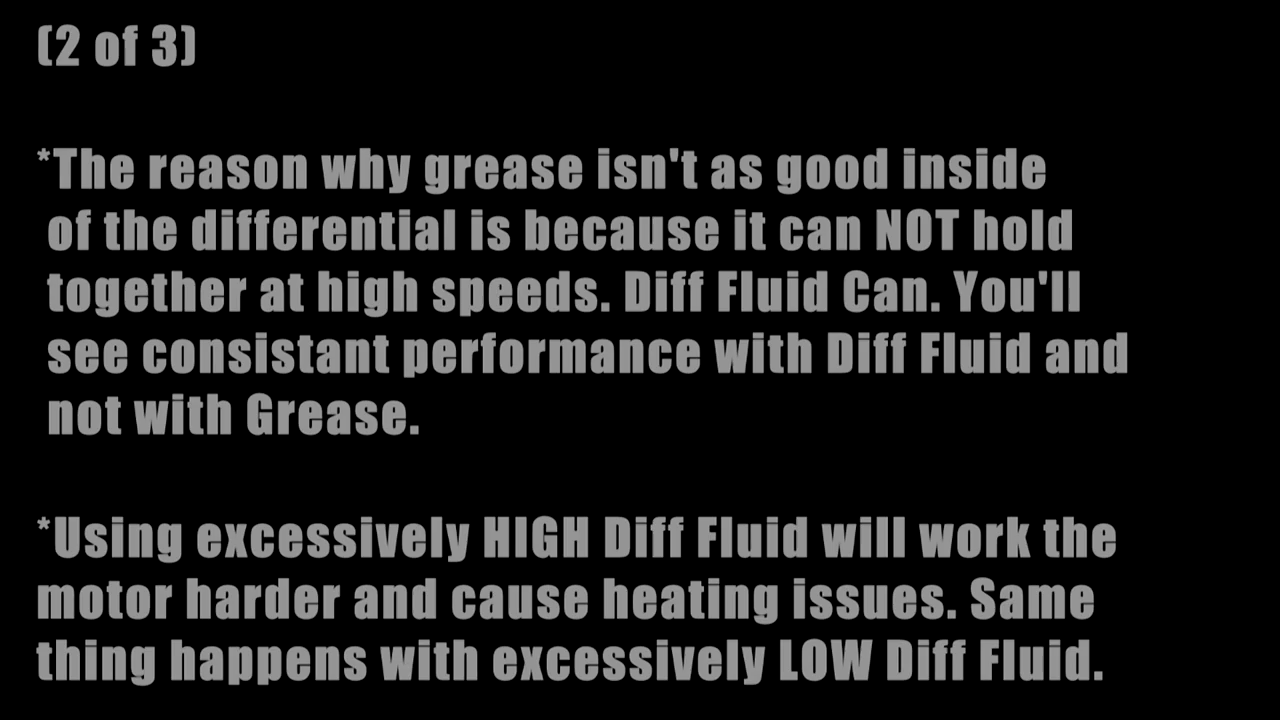 (2 of 3)
*The reason why grease isn't as good inside
of the differential is because it can NOT hold
together at high speeds. Diff Fluid Can. You'll
see consistant performance with Diff Fluid and
not with Grease.
*Using excessively HIGH Diff Fluid will work the
motor harder and cause heating issues. Same
thing happens with excessively LOW Diff Fluid.